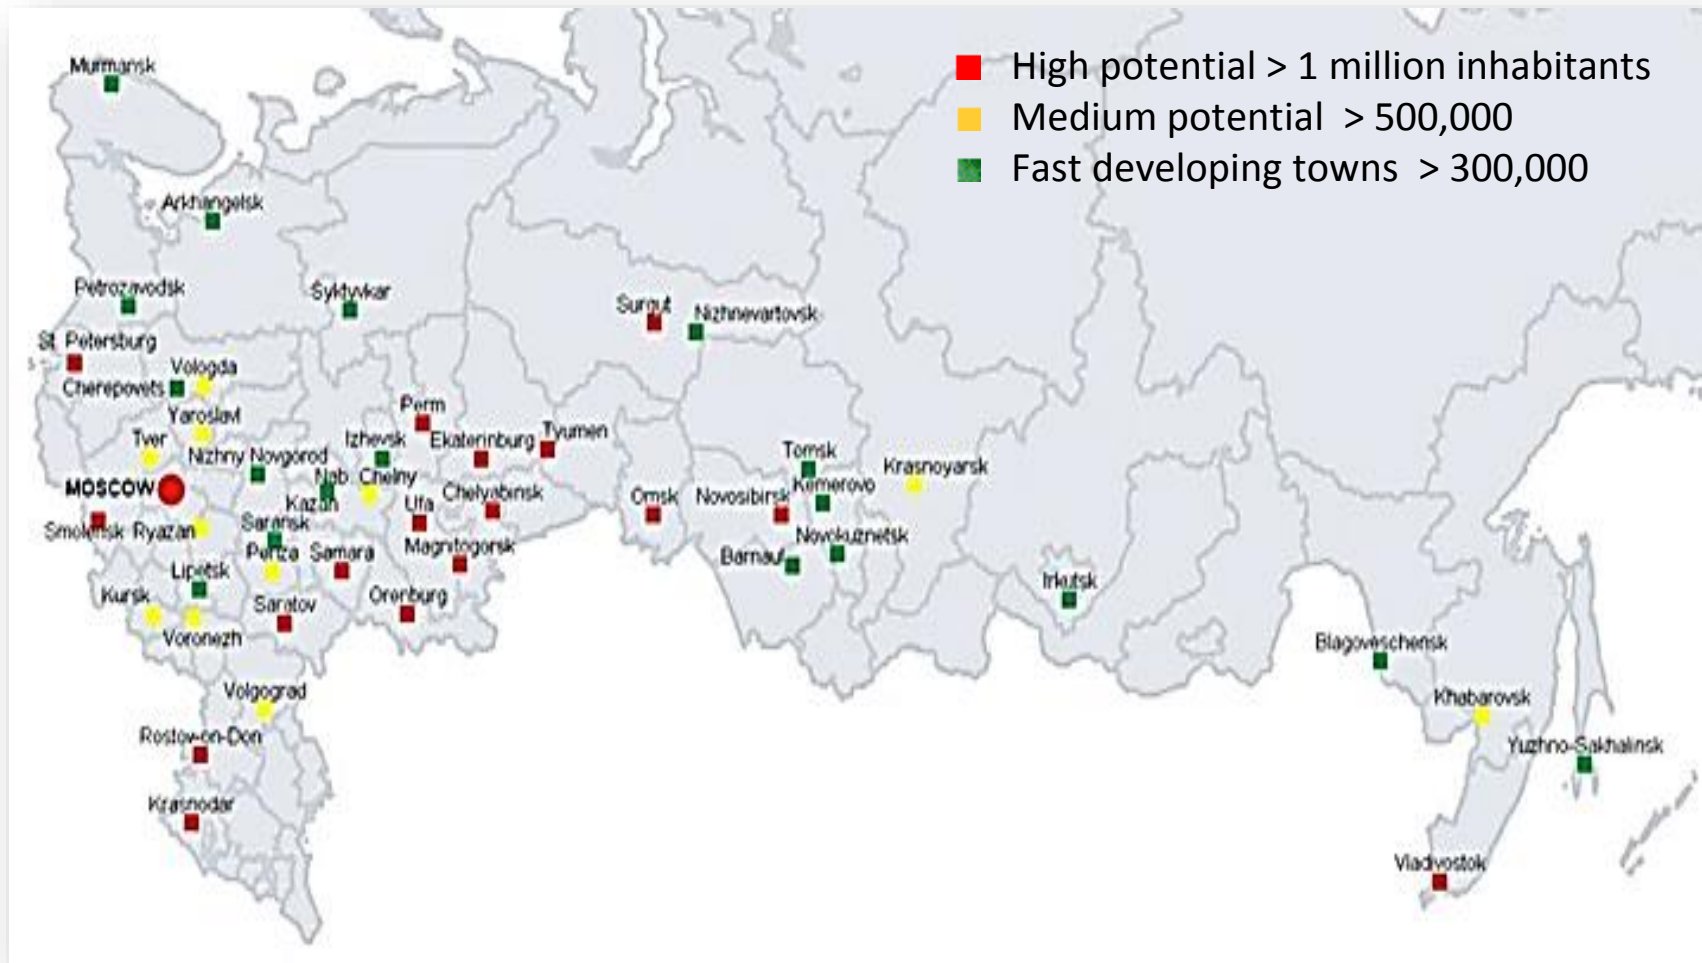 High potential > 1 million inhabitants
Medium potential > 500,000
Fast developing towns > 300,000
Murmansk
Arkhangelsk
Petrozavodsk
Syktyvkar
Surgut
Nizhnevartovsk
St. Petersburg
Vologda
Cherepovets
Yaroslavl
Perm
Tver
Izhevsk
Ekaterinburg
Tyumen
Nizhny Novgorod
Tomsk
Krasnoyarsk
MOSCOW
Nab. Chelny
Kazan
Ufa
Chelyabinsk
Omsk
Novosibirsk
Kemerovo
Smolensk
Ryazan
Saransk
Penza
Samara
Magnitogorsk
Barnaul
Novokuznetsk
Lipetsk
Kursk
Saratov
Orenburg
Irkutsk
Voronezh
Blagoveschensk
Volgograd
Khabarovsk
Rostov-on-Don
Yuzhno-Sakhalinsk
Krasnodar
Vladivostok